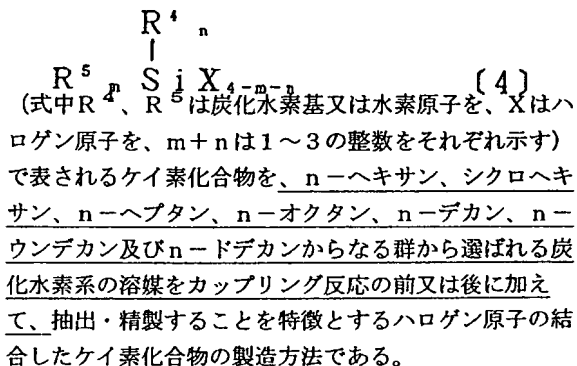 R⁴ₙ
R⁵ₘ Si X₄₋ₘ₋ₙ 〔4〕
(式中R⁴、R⁵は炭化水素基又は水素原子を、Xはハ
ロゲン原子を、m+nは1~3の整数をそれぞれ示す)
で表されるケイ素化合物を、n-ヘキサン、シクロヘキ
サン、n-ヘプタン、n-オクタン、n-デカン、n-
ウンデカン及びn-ドデカンからなる群から選ばれる炭
化水素系の溶媒をカップリング反応の前又は後に加え
て、抽出・精製することを特徴とするハロゲン原子の結
合したケイ素化合物の製造方法である。